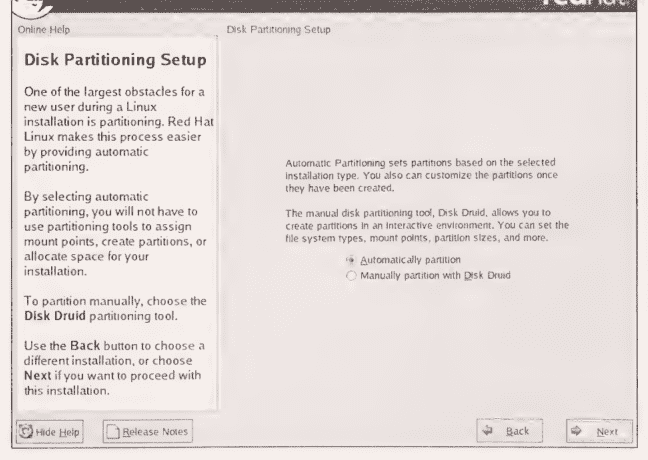 redhat
Online Help
Disk Partitioning Setup
Disk Partitioning Setup
One of the largest obstacles for a
new user during a Linux
installation is partitioning. Red Hat
Linux makes this process easier
by providing automatic
partitioning.
By selecting automatic
partitioning, you will not have to
use partitioning tools to assign
mount points, create partitions, or
allocate space for your
installation.
To partition manually, choose the
Disk Druid partitioning tool.
Use the Back button to choose a
different installation, or choose
Next if you want to proceed with
this installation.
Automatic Partitioning sets partitions based on the selected
installation type. You also can customize the partitions once
they have been created.
The manual disk partitioning tool, Disk Druid, allows you to
create partitions in an interactive environment. You can set the
file system types, mount points, partition sizes, and more.
Automatically partition
Manually partition with Disk Druid
Hide Help
Release Notes
Back
Next